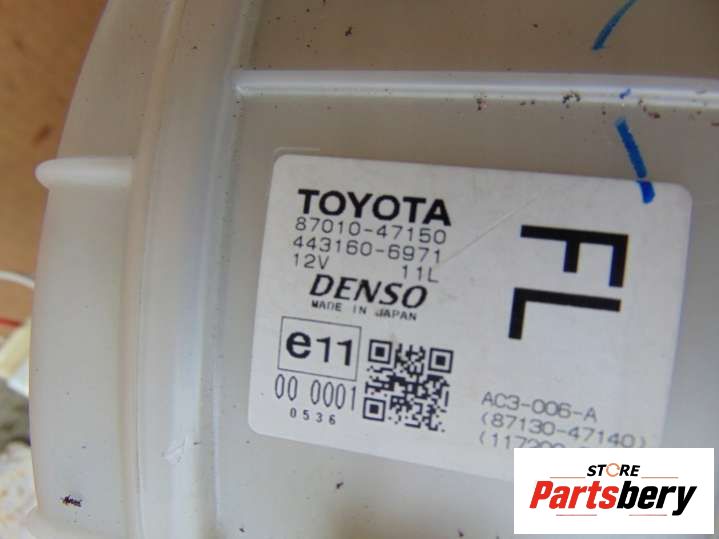 TOYOTA
87010-47150
443160-6971
12V 11L
DENSO
MADE IN JAPAN
FL
e11
00 0001
0536
AC3-006-A
(87130-47140)
STORE
Partsbery